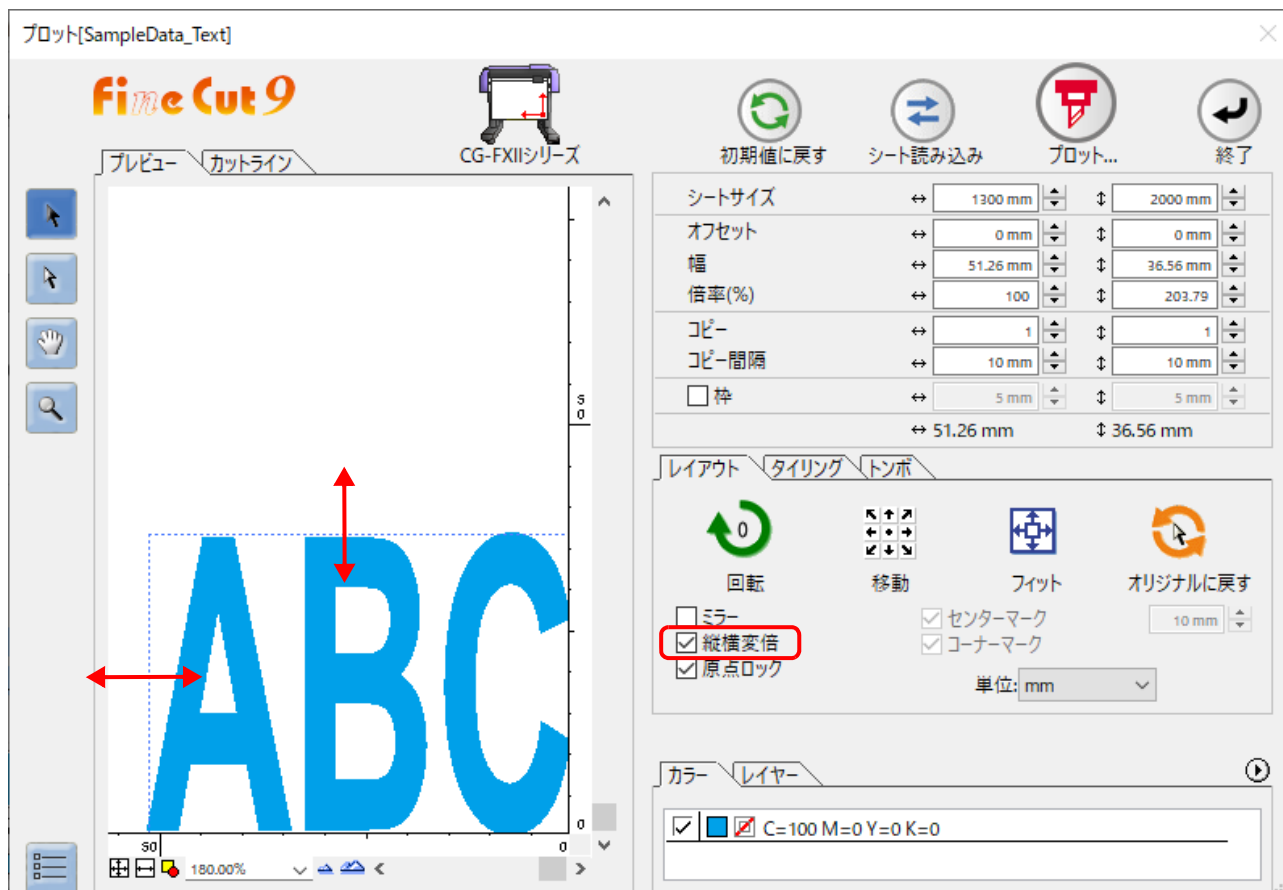 プロット[SampleData_Text]
Fine Cut 9
CG-FXIIシリーズ
初期値に戻す
シート読み込み
プロット...
終了
プレビュー
カットライン
シートサイズ 1300 mm 2000 mm
オフセット 0 mm 0 mm
幅 51.26 mm 36.56 mm
倍率(%) 100 203.79
コピー 1 1
コピー間隔 10 mm 10 mm
枠 5 mm 5 mm
51.26 mm 36.56 mm
50
ABC
0
50 0
180.00%
レイアウト タイリング トンボ
0
回転 移動 フィット オリジナルに戻す
ミラー センターマーク 10 mm
縦横変倍 コーナーマーク
原点ロック
単位: mm
カラー レイヤー
C=100 M=0 Y=0 K=0